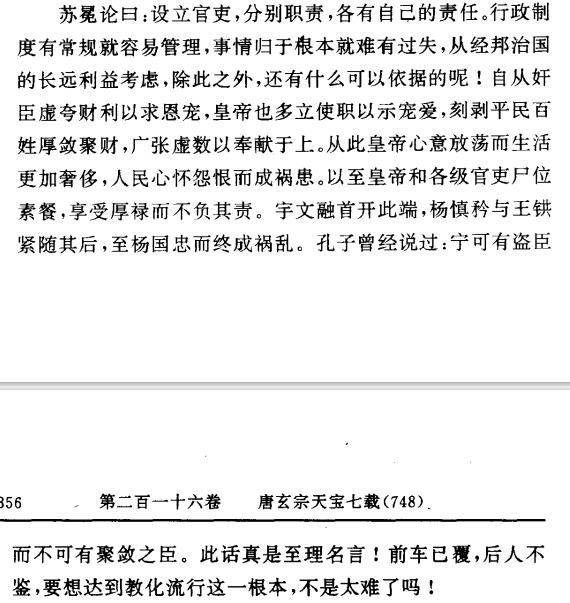 苏冕论曰:设立官吏,分别职责,各有自己的责任。行政制
度有常规就容易管理,事情归于根本就难有过失,从经邦治国
的长远利益考虑,除此之外,还有什么可以依据的呢!自从奸
臣虚夸财利以求恩宠,皇帝也多立使职以示宠爱,刻剥平民百
姓厚敛聚财,广张虚数以奉献于上。从此皇帝心意放荡而生活
更加奢侈,人民心怀怨恨而成祸患。以至皇帝和各级官吏尸位
素餐,享受厚禄而不负其责。宇文融首开此端,杨慎矜与王𫟹
紧随其后,至杨国忠而终成祸乱。孔子曾经说过:宁可有盗臣
856 第二百一十六卷 唐玄宗天宝七载(748)
而不可有聚敛之臣。此话真是至理名言!前车已覆,后人不
鉴,要想达到教化流行这一根本,不是太难了吗!